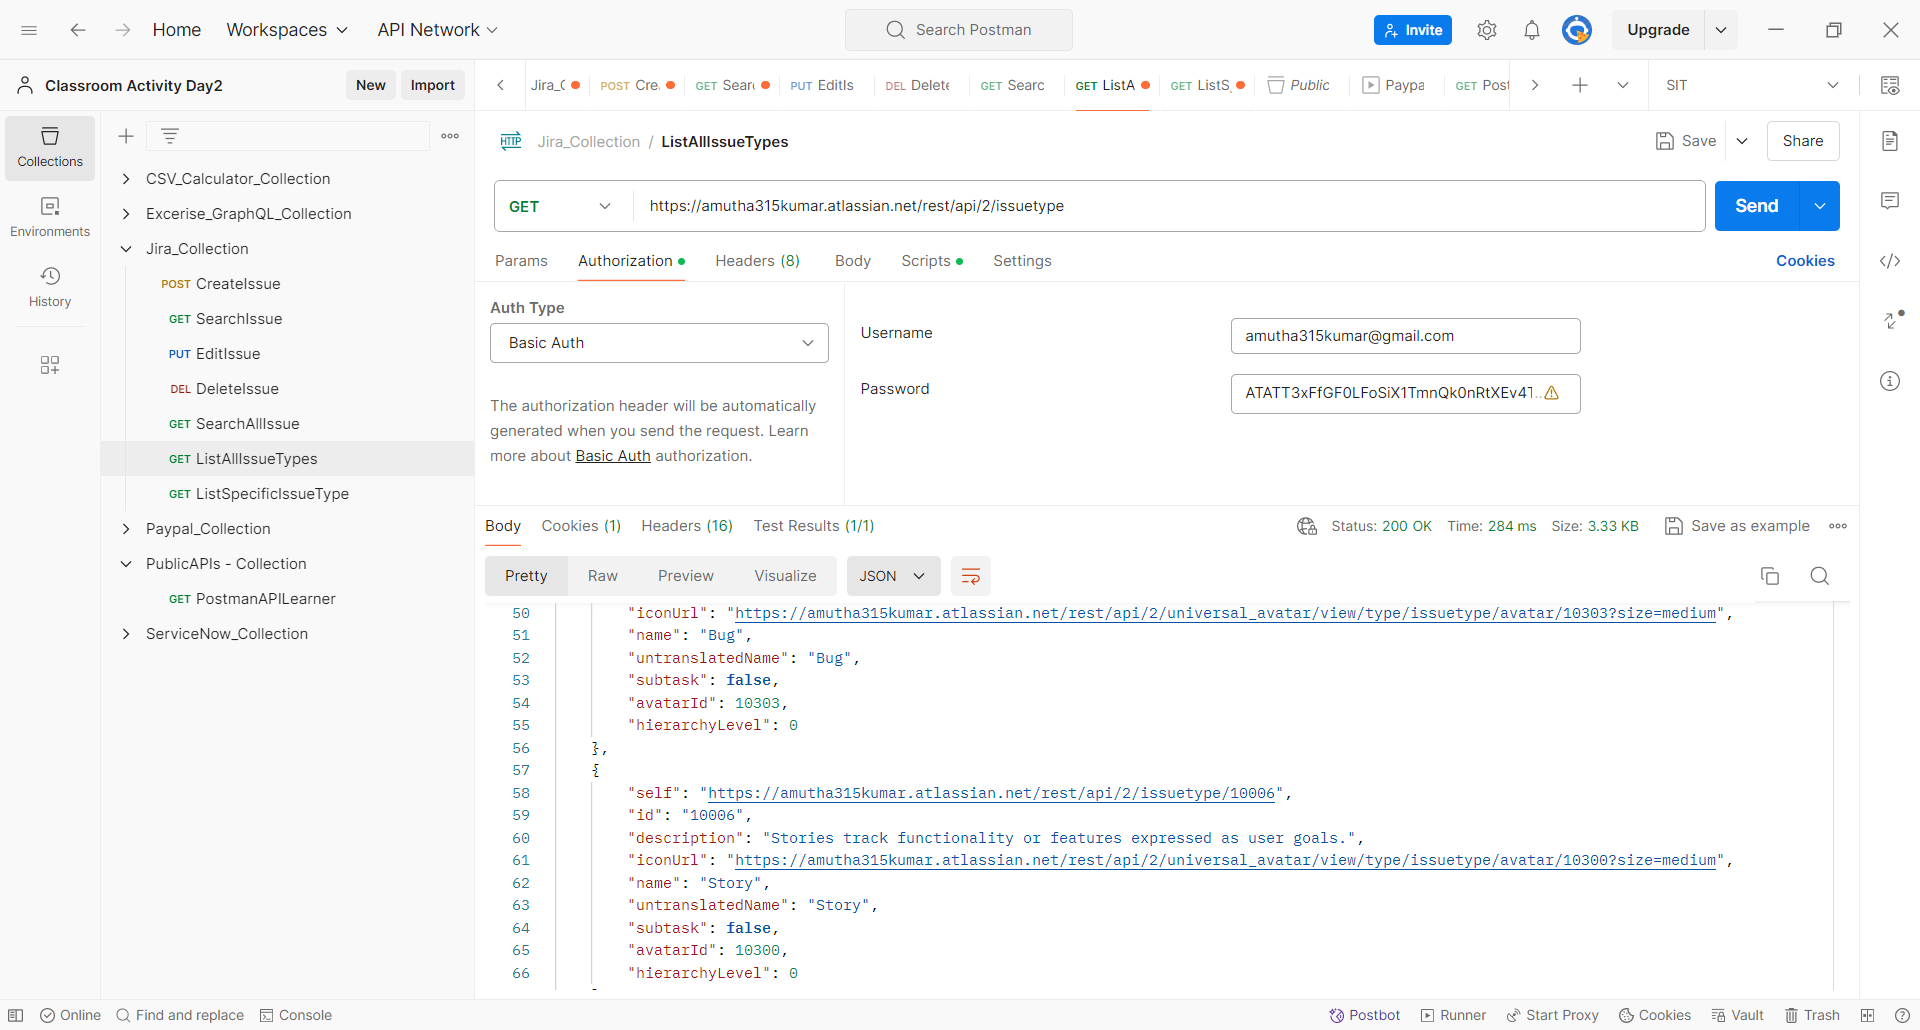 Home Workspaces API Network Search Postman Invite Upgrade
Classroom Activity Day2 New Import
Jira_C POST Cre. GET Sear GET Searc PUT EditIs DEL Delete GET Searc GET ListA GET ListS Public Paypa GET Post SIT
Collections
Environments
History
CSV_Calculator_Collection
Excerise_GraphQL_Collection
Jira_Collection
POST CreateIssue
GET SearchIssue
PUT EditIssue
DEL DeleteIssue
GET SearchAllIssue
GET ListAllIssueTypes
GET ListSpecificIssueType
Paypal_Collection
PublicAPIs - Collection
GET PostmanAPILearner
ServiceNow_Collection
HTTP Jira_Collection / ListAllIssueTypes Save Share
GET https://amutha315kumar.atlassian.net/rest/api/2/issuetype Send
Params Authorization Headers (8) Body Scripts Settings Cookies
Auth Type
Basic Auth
The authorization header will be automatically
generated when you send the request. Learn
more about Basic Auth authorization.
Username amutha315kumar@gmail.com
Password ATATT3xFfGF0LFoSiX1TmnQk0nRtXEv4T...
Body Cookies (1) Headers (16) Test Results (1/1) Status: 200 OK Time: 284 ms Size: 3.33 KB Save as example
Pretty Raw Preview Visualize JSON
50 "iconUrl": "https://amutha315kumar.atlassian.net/rest/api/2/universal_avatar/view/type/issuetype/avatar/10303?size=medium",
51 "name": "Bug",
52 "untranslatedName": "Bug",
53 "subtask": false,
54 "avatarId": 10303,
55 "hierarchyLevel": 0
56 },
57 {
58 "self": "https://amutha315kumar.atlassian.net/rest/api/2/issuetype/10006",
59 "id": "10006",
60 "description": "Stories track functionality or features expressed as user goals.",
61 "iconUrl": "https://amutha315kumar.atlassian.net/rest/api/2/universal_avatar/view/type/issuetype/avatar/10300?size=medium",
62 "name": "Story",
63 "untranslatedName": "Story",
64 "subtask": false,
65 "avatarId": 10300,
66 "hierarchyLevel": 0
Online Find and replace Console Postbot Runner Start Proxy Cookies Vault Trash